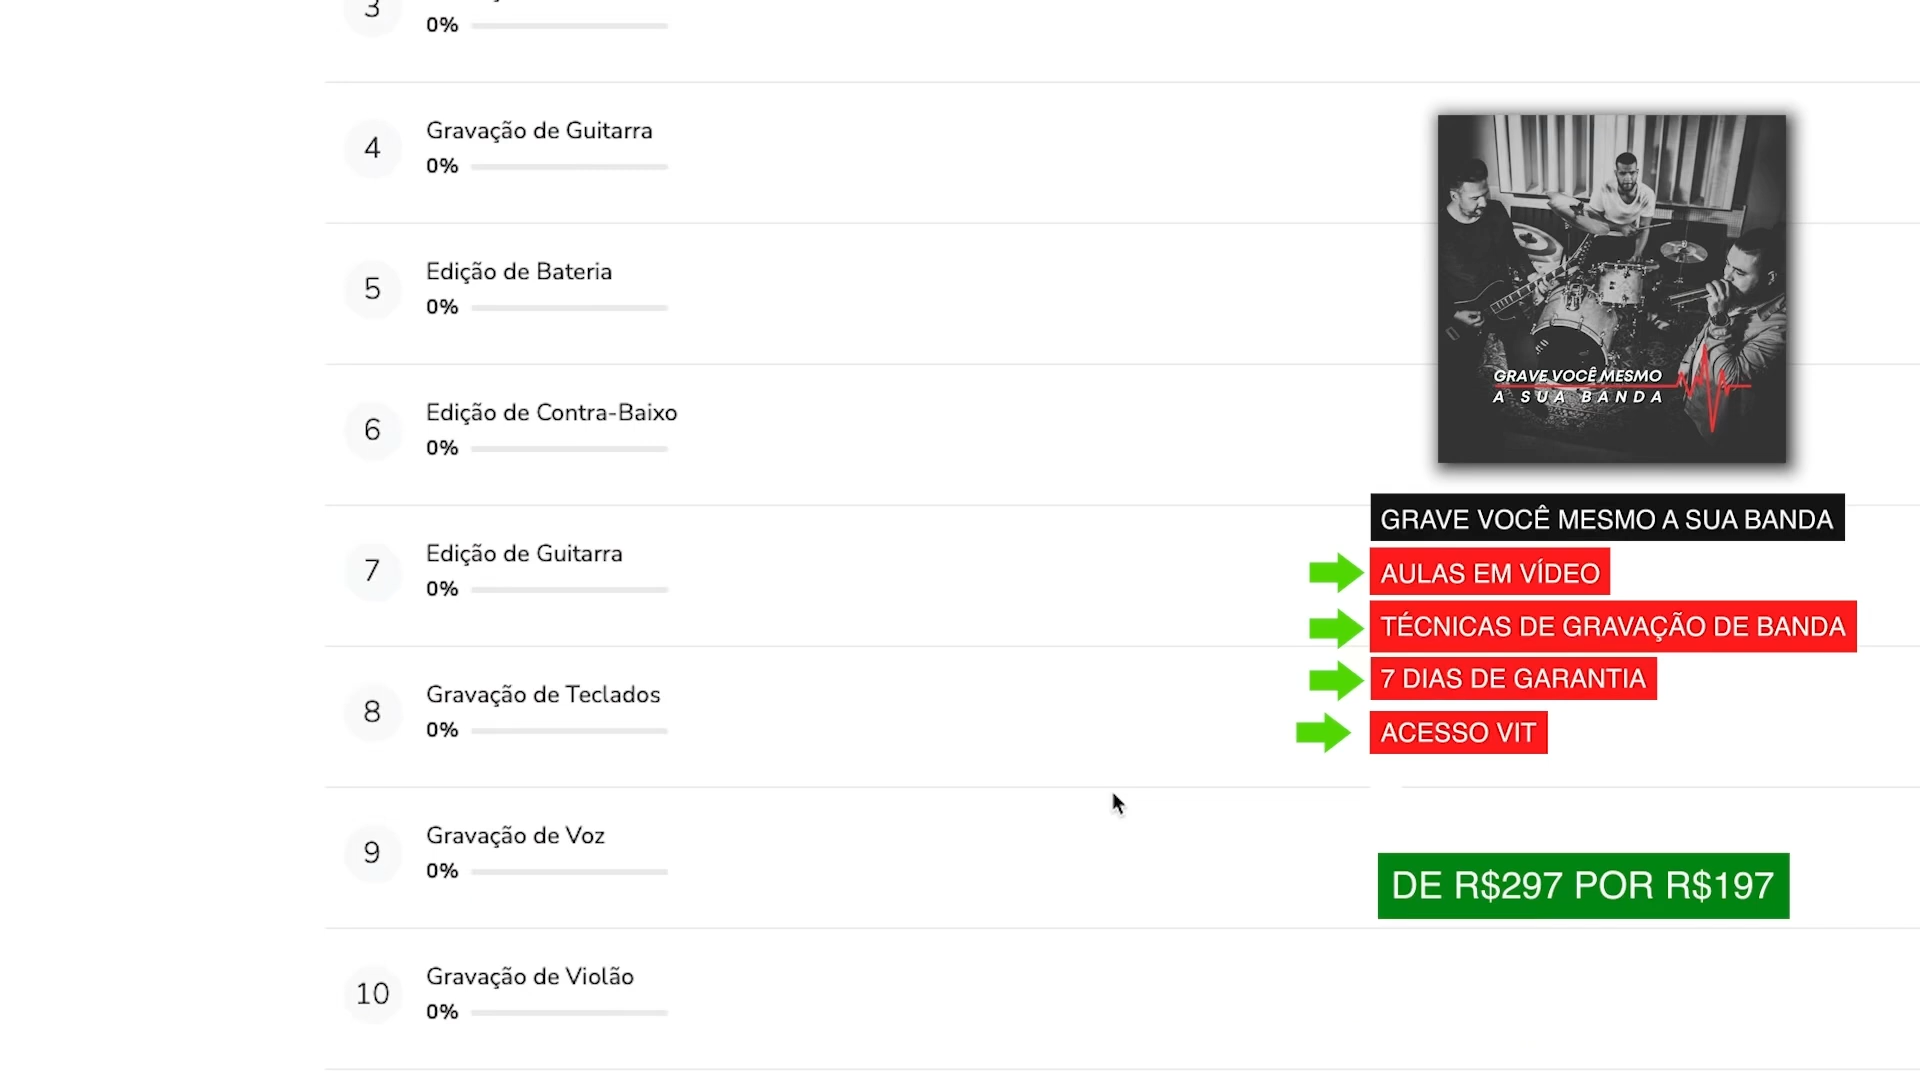 3
0%
4
Gravação de Guitarra
0%
5
Edição de Bateria
0%
6
Edição de Contra-Baixo
0%
7
Edição de Guitarra
0%
8
Gravação de Teclados
0%
9
Gravação de Voz
0%
10
Gravação de Violão
0%
GRAVE VOCÊ MESMO
A SUA BANDA
GRAVE VOCÊ MESMO A SUA BANDA
AULAS EM VÍDEO
TÉCNICAS DE GRAVAÇÃO DE BANDA
7 DIAS DE GARANTIA
ACESSO VIT
DE R$297 POR R$197